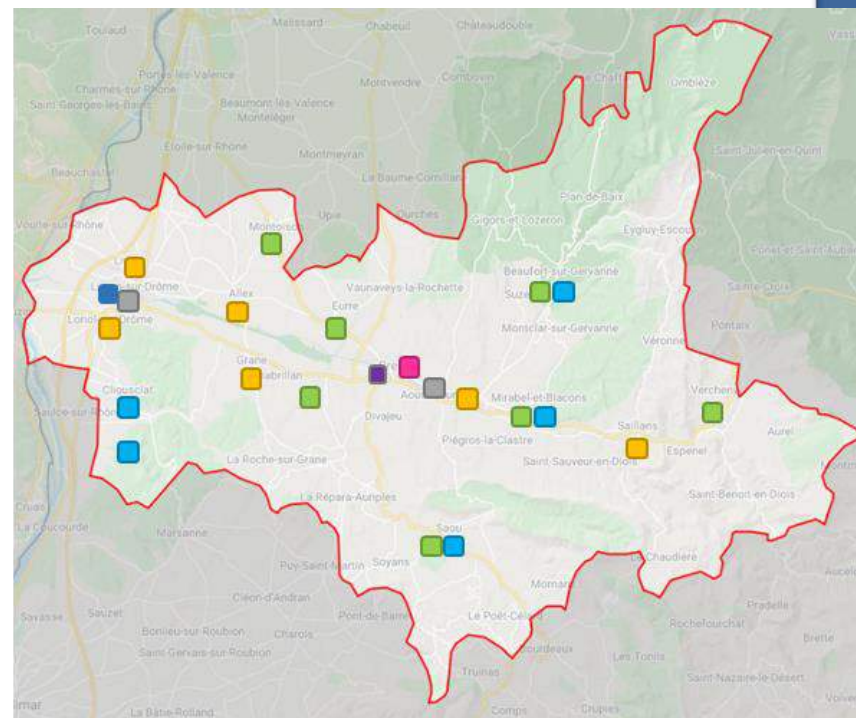 Toulaud
Malissard
Chabeuil
Châteaudouble
Portes-lès-Valence
Charmes-sur-Rhône
Saint-Georges-les-Bains
Beaumont-lès-Valence
Montéléger
Montvendre
Combovin
Omblèze
Étoile-sur-Rhône
Montmeyran
Saint-Julien-en-Quint
Beauchastel
La Baume-Cornillane
Plan-de-Baix
Upie
Ourches
Gigors-et-Lozeron
Montoison
Eygluy-Escou
Beaufort-sur-Gervanne
Sainte-Croix
Allex
Vaunaveys-la-Rochette
Suze
Eurre
Montclar-sur-Gervanne
Pontaix
Véronne
Grane
Chabrillan
Cliousclat
Saulce-sur-Rhône
Mirabel-et-Blacons
Divajeu
Verchen
Saillans
Aurel
Piégros-la-Clastre
Espenel
La Roche-sur-Grane
Saint-Sauveur-en-Diois
La Répara-Auriples
Saint-Benoit-en-Diois
Cruas
La Coucourde
Saou
Marsanne
Soyans
La Chaudière
Puy-Saint-Martin
Mornans
Cléon-d'Andran
Pradelle
Savasse
Sauzet
Pont-de-Barret
Le Poët-Célard
Rochefourchat
Bonlieu-sur-Roubion
Charols
Brette
Saint-Gervais-sur-Roubion
Bourdeaux
Les Tonils
Truinas
Saint-Nazaire-le-Désert
La Bâtie-Rolland
Comps
Crupies